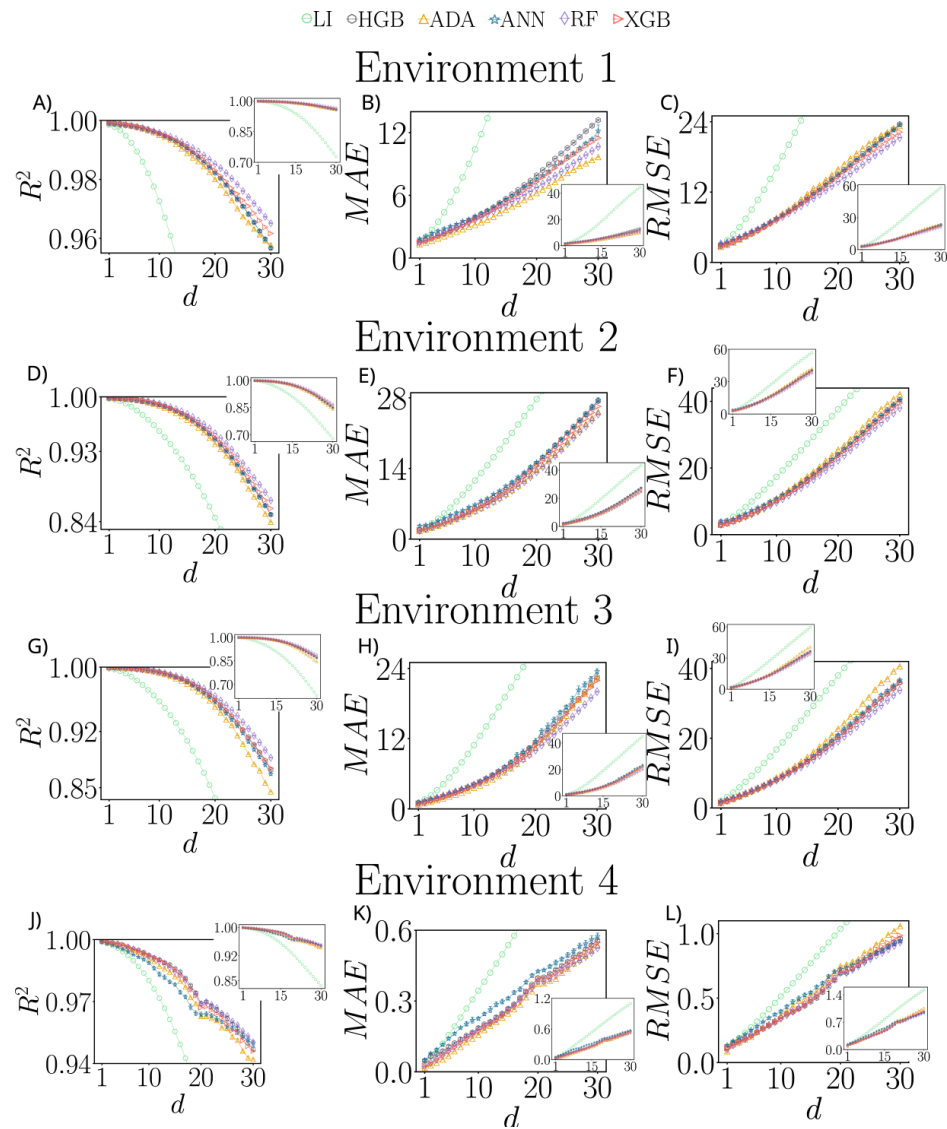 LI HGB ADA ANN RF XGB
Environment 1
A) B) C)
R²
1.00
0.98
0.96
1 10 20 30
d
1.00
0.85
0.70
1 15 30
MAE
12
6
0
1 10 20 30
d
40
20
0
1 15 30
RMSE
24
12
0
1 10 20 30
d
60
30
0
1 15 30
Environment 2
D) E) F)
R²
1.00
0.93
0.84
1 10 20 30
d
1.00
0.85
0.70
1 15 30
MAE
28
14
0
1 10 20 30
d
40
20
0
1 15 30
RMSE
40
20
0
1 10 20 30
d
60
30
0
1 15 30
Environment 3
G) H) I)
R²
1.00
0.92
0.85
1 10 20 30
d
1.00
0.85
0.70
1 15 30
MAE
24
12
0
1 10 20 30
d
40
20
0
1 15 30
RMSE
40
20
0
1 10 20 30
d
60
30
0
1 15 30
Environment 4
J) K) L)
R²
1.00
0.97
0.94
1 10 20 30
d
1.00
0.92
0.85
1 15 30
MAE
0.6
0.3
0.0
1 10 20 30
d
1.2
0.6
0.0
1 15 30
RMSE
1.0
0.5
0.0
1 10 20 30
d
1.4
0.7
0.0
1 15 30